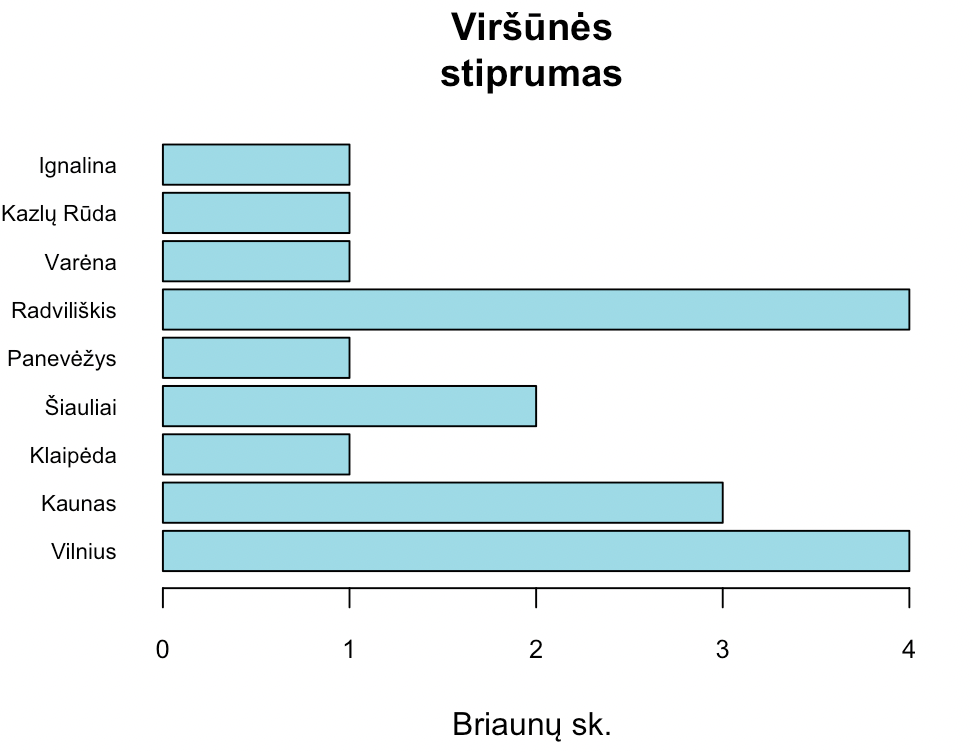 Viršūnės
stiprumas
Ignalina
Kazlų Rūda
Varėna
Radviliškis
Panevėžys
Šiauliai
Klaipėda
Kaunas
Vilnius
0 1 2 3 4
Briaunų sk.